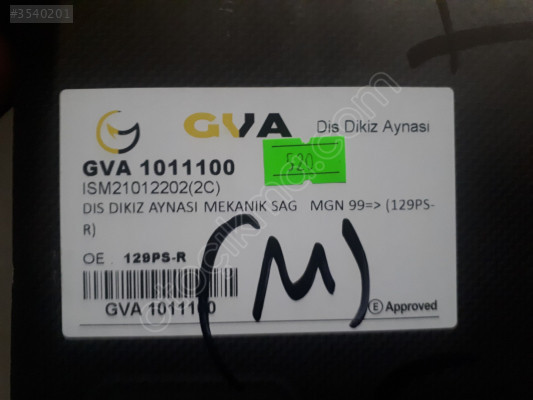 #3540201
GVA Dis Dikiz Aynası
GVA 1011100
520
ISM21012202(2C)
DIS DIKIZ AYNASI MEKANIK SAG MGN 99=> (129PS-
R)
OE : 129PS-R
(M)
GVA 1011100
E Approved